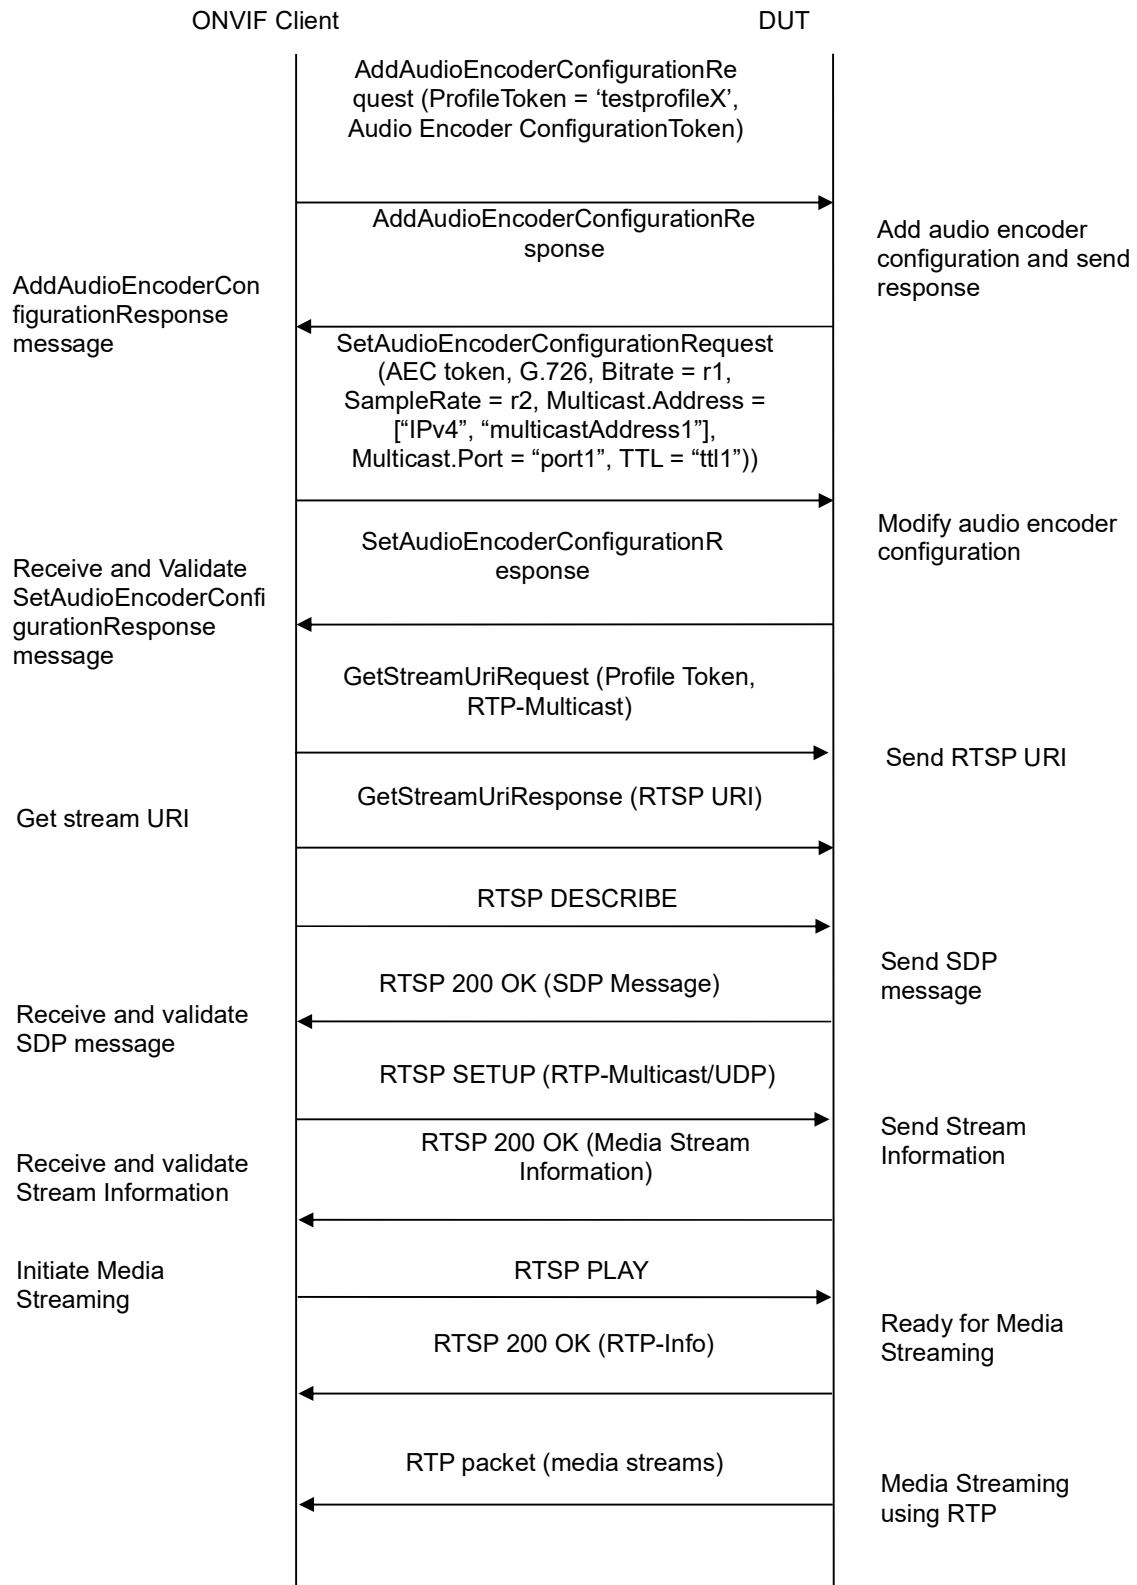 ONVIF Client
DUT
AddAudioEncoderConfigurationRe
quest (ProfileToken = ‘testprofileX’,
Audio Encoder ConfigurationToken)
AddAudioEncoderConfigurationRe
sponse
Add audio encoder
configuration and send
response
AddAudioEncoderCon
figurationResponse
message
SetAudioEncoderConfigurationRequest
(AEC token, G.726, Bitrate = r1,
SampleRate = r2, Multicast.Address =
[“IPv4”, “multicastAddress1”],
Multicast.Port = “port1”, TTL = “ttl1”))
Modify audio encoder
configuration
SetAudioEncoderConfigurationR
esponse
Receive and Validate
SetAudioEncoderConfi
gurationResponse
message
GetStreamUriRequest (Profile Token,
RTP-Multicast)
Send RTSP URI
GetStreamUriResponse (RTSP URI)
Get stream URI
RTSP DESCRIBE
Send SDP
message
RTSP 200 OK (SDP Message)
Receive and validate
SDP message
RTSP SETUP (RTP-Multicast/UDP)
Send Stream
Information
RTSP 200 OK (Media Stream
Information)
Receive and validate
Stream Information
Initiate Media
Streaming
RTSP PLAY
Ready for Media
Streaming
RTSP 200 OK (RTP-Info)
RTP packet (media streams)
Media Streaming
using RTP